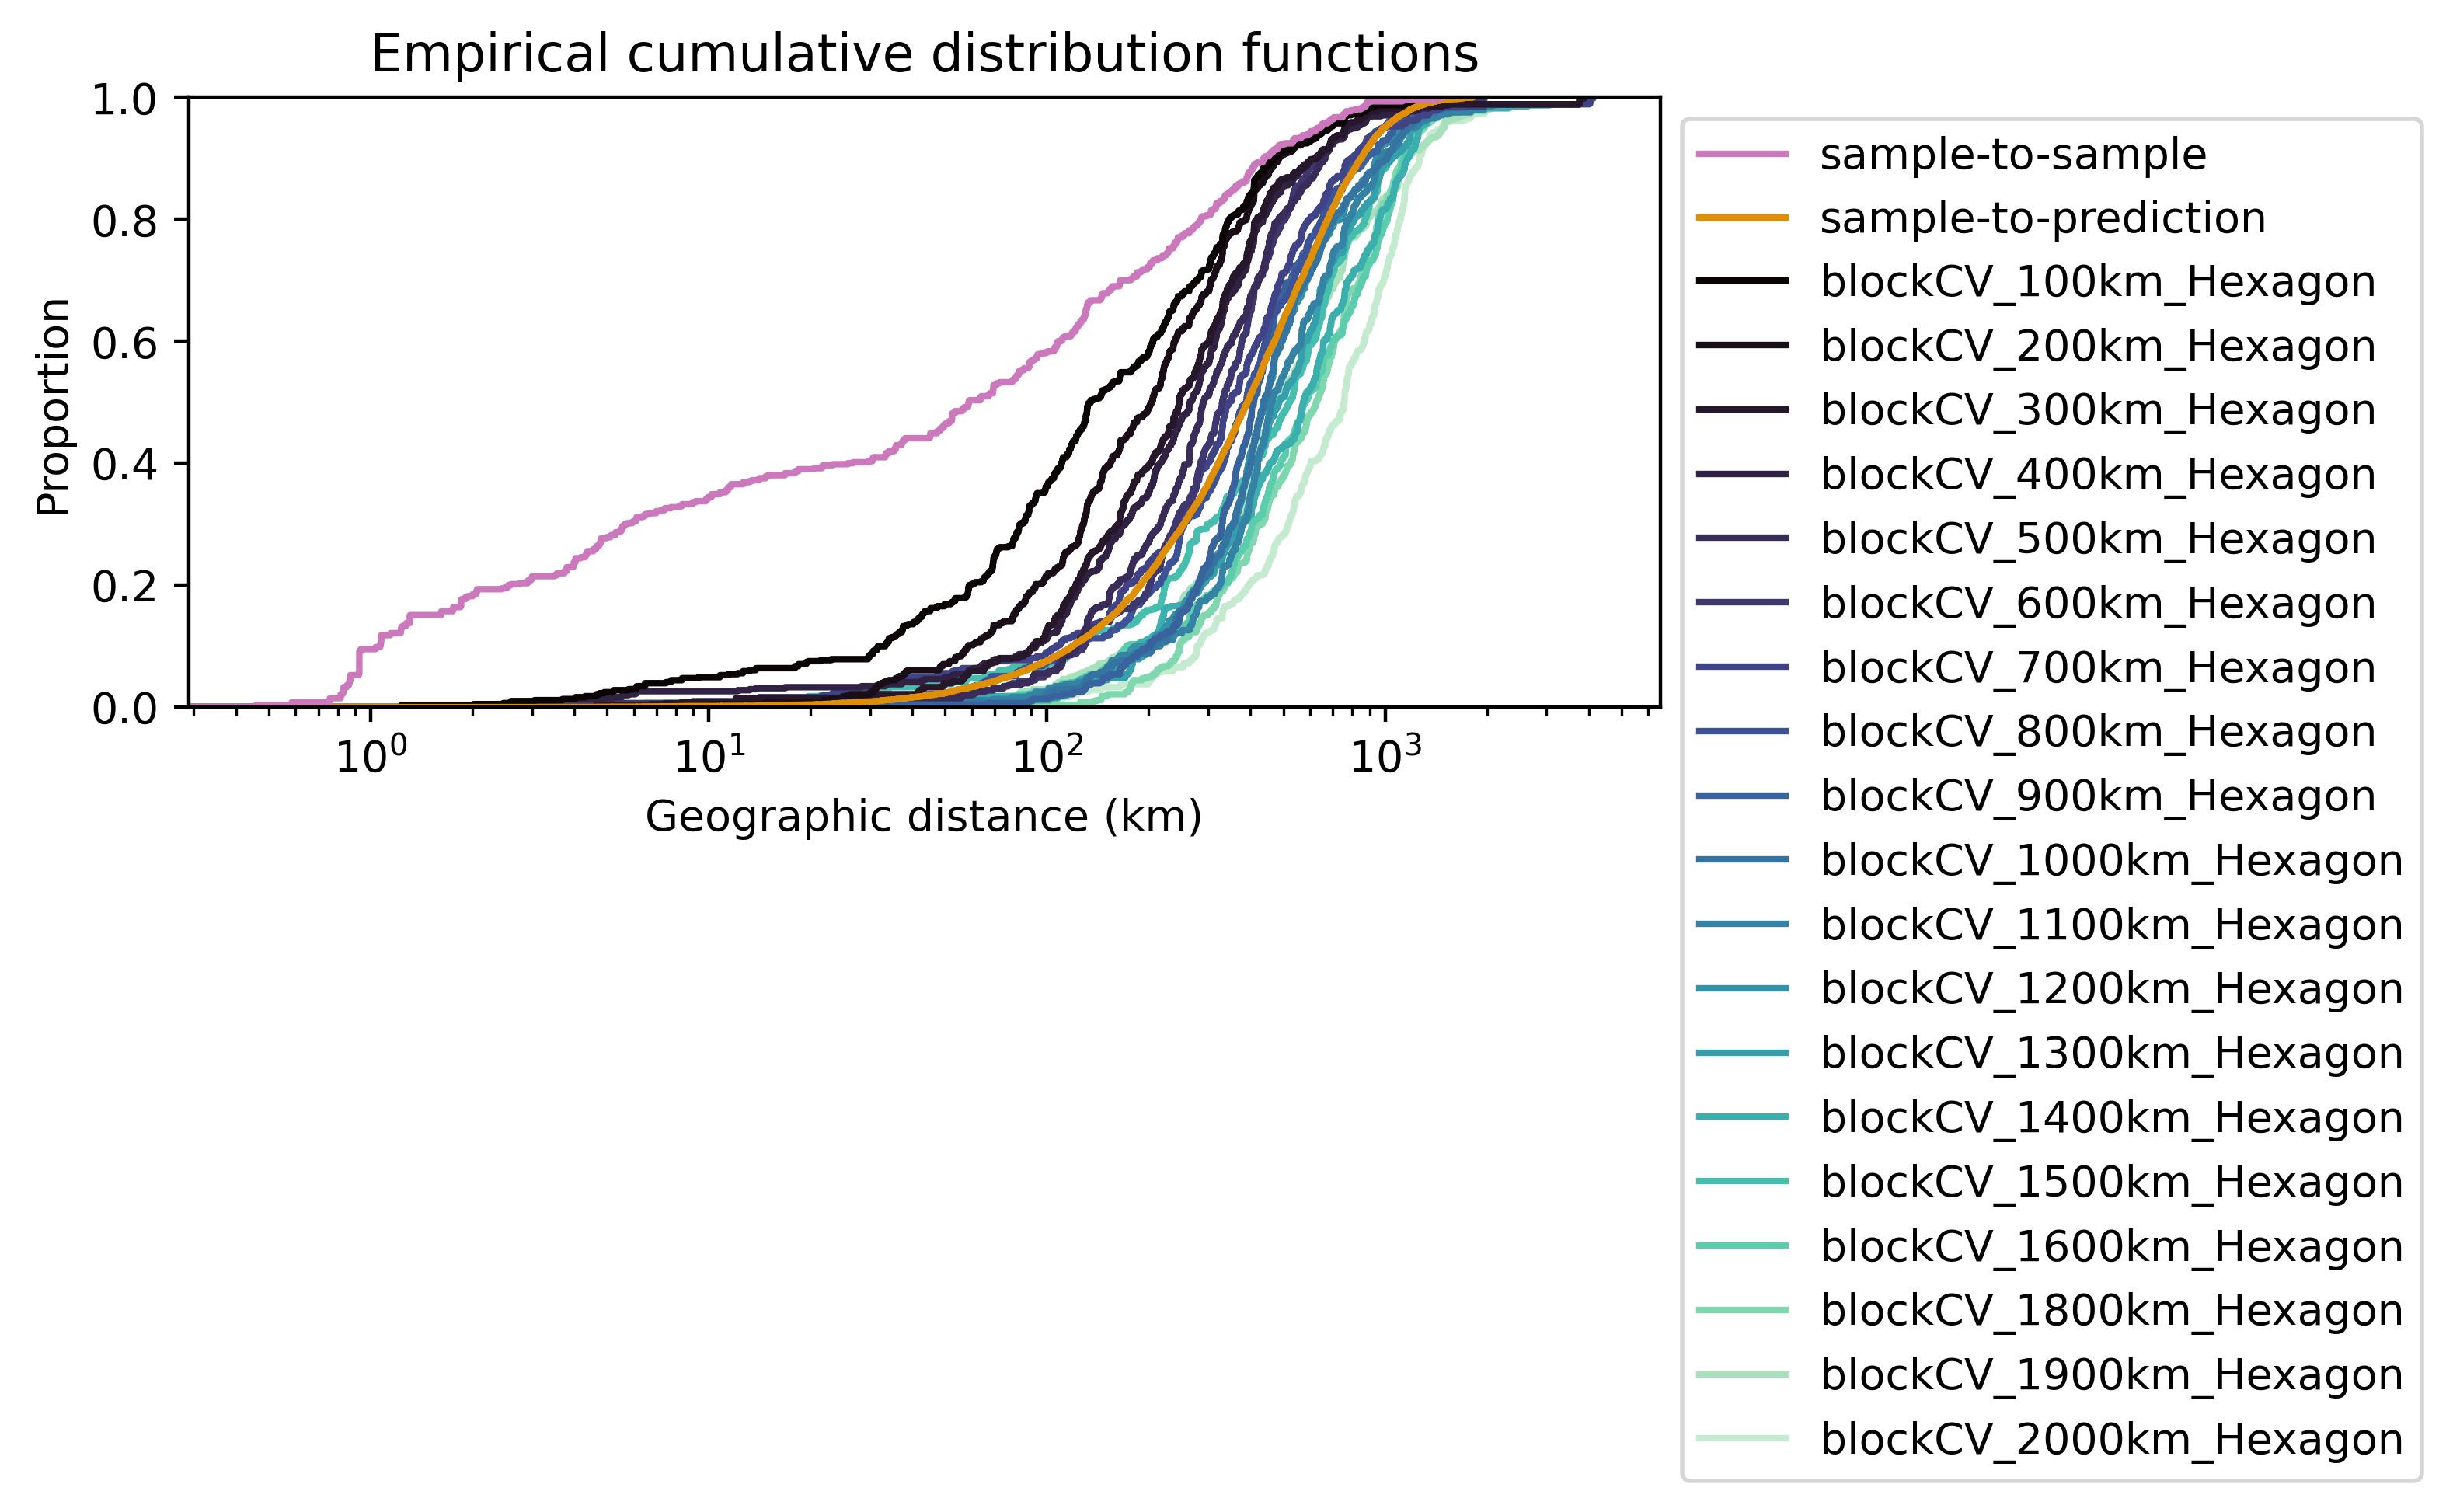 Empirical cumulative distribution functions
1.0
0.8
0.6
0.4
0.2
0.0
Proportion
10⁰
10¹
10²
10³
Geographic distance (km)
sample-to-sample
sample-to-prediction
blockCV_100km_Hexagon
blockCV_200km_Hexagon
blockCV_300km_Hexagon
blockCV_400km_Hexagon
blockCV_500km_Hexagon
blockCV_600km_Hexagon
blockCV_700km_Hexagon
blockCV_800km_Hexagon
blockCV_900km_Hexagon
blockCV_1000km_Hexagon
blockCV_1100km_Hexagon
blockCV_1200km_Hexagon
blockCV_1300km_Hexagon
blockCV_1400km_Hexagon
blockCV_1500km_Hexagon
blockCV_1600km_Hexagon
blockCV_1800km_Hexagon
blockCV_1900km_Hexagon
blockCV_2000km_Hexagon